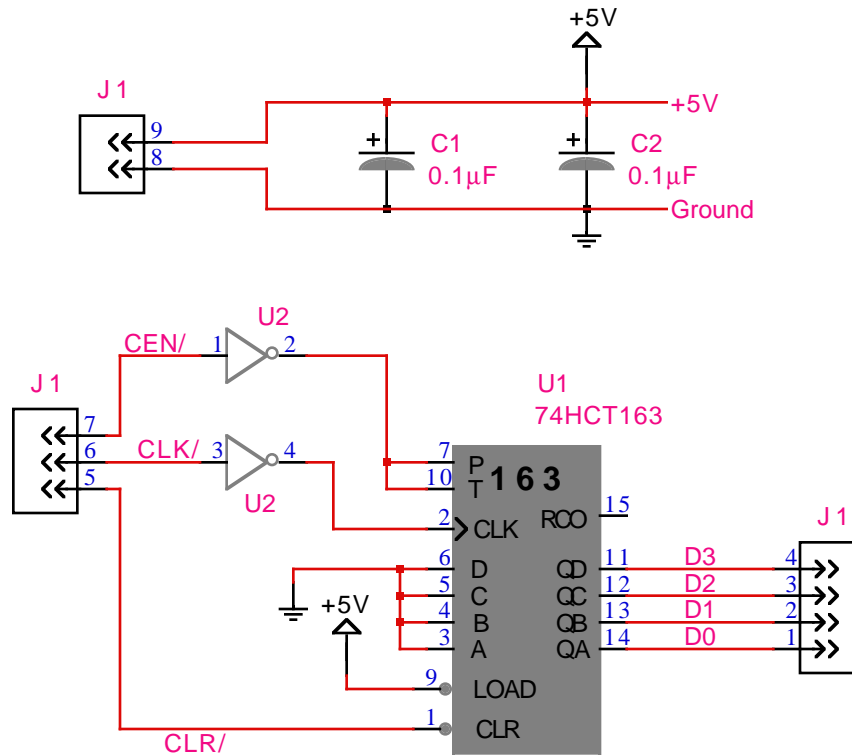 +5V
J1
9
8
+
C1
0.1µF
+
C2
0.1µF
+5V
Ground
U2
CEN/
1
2
J1
7
6
5
CLK/
3
4
U2
U1
74HCT163
7
P
10
T
163
2
CLK
RCO
15
J1
6
D
QD
11
D3
4
5
C
QC
12
D2
3
4
B
QB
13
D1
2
3
A
QA
14
D0
1
+5V
9
LOAD
1
CLR
CLR/